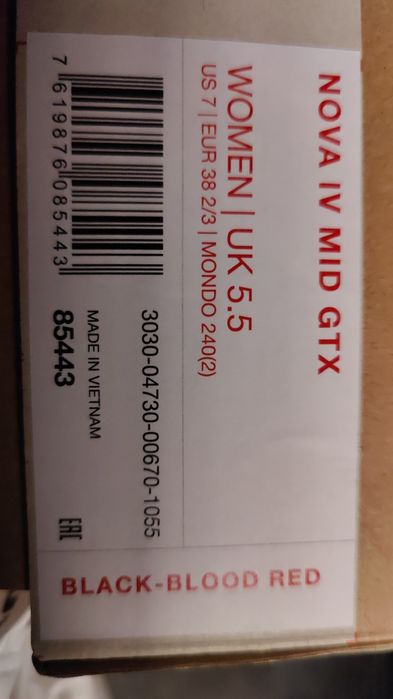 NOVA IV MID GTX
WOMEN | UK 5.5
US 7 | EUR 38 2/3 | MONDO 240(2)
7 619876 085443
3030-04730-00670-1055
MADE IN VIETNAM
85443
EAC
BLACK-BLOOD RED